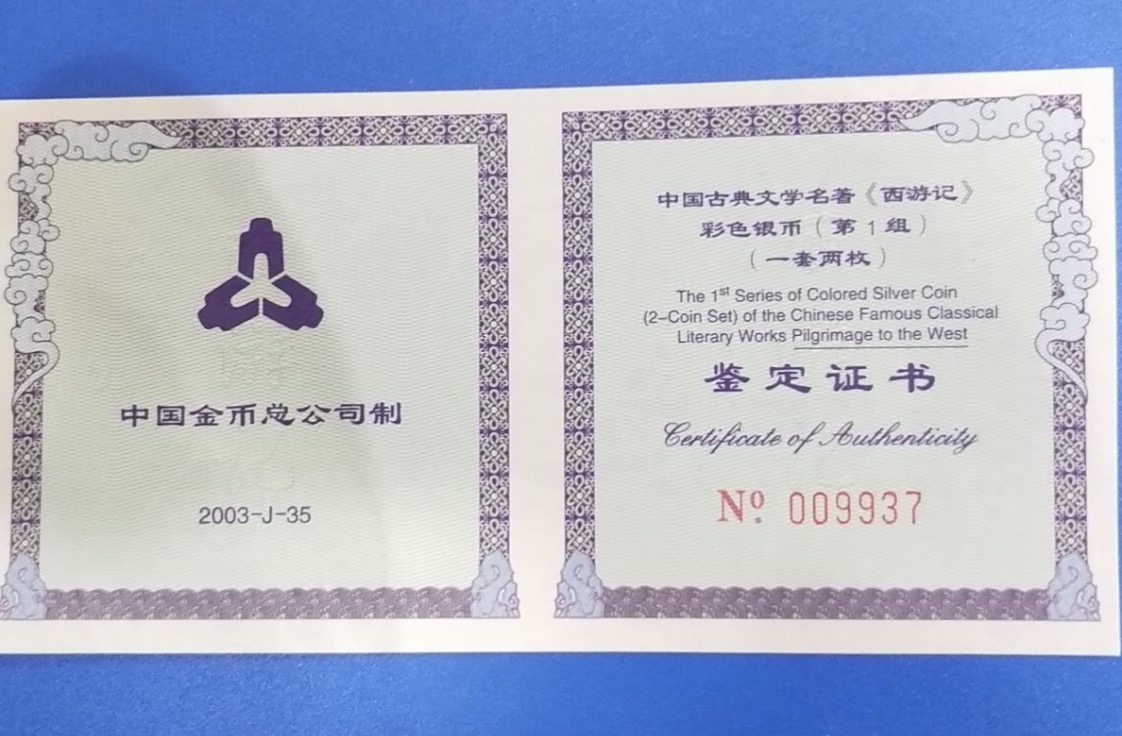 中国金币总公司制
2003-J-35
中国古典文学名著《西游记》
彩色银币（第1组）
（一套两枚）
The 1st Series of Colored Silver Coin
(2-Coin Set) of the Chinese Famous Classical
Literary Works Pilgrimage to the West
鉴定证书
Certificate of Authenticity
Nº. 009937